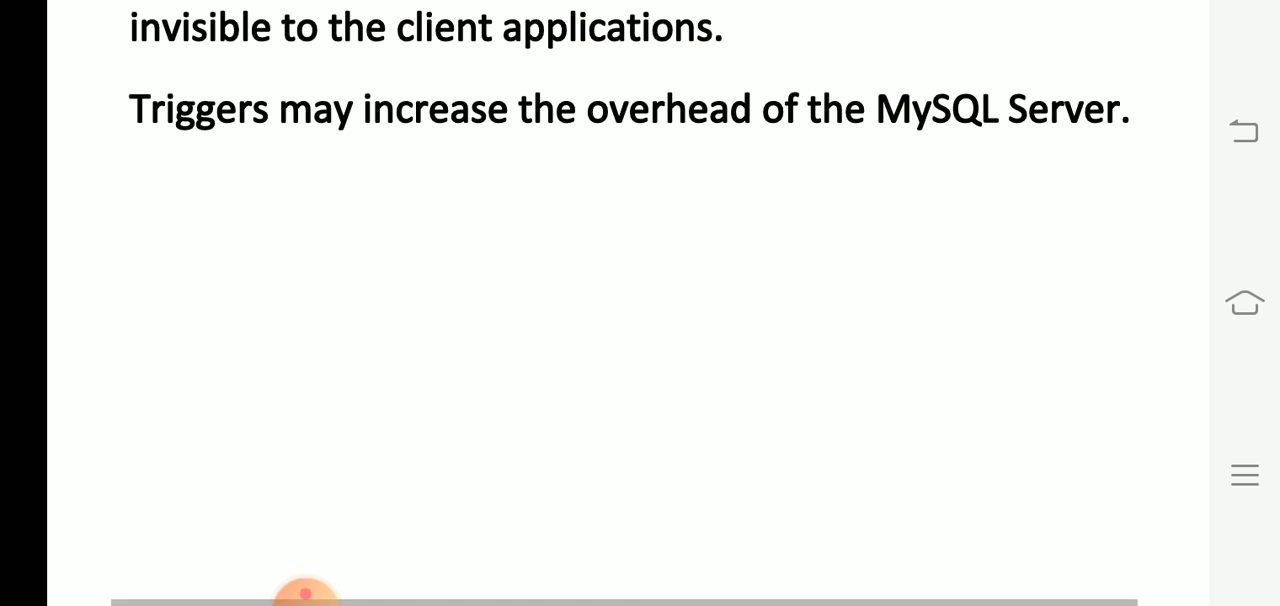 invisible to the client applications.
Triggers may increase the overhead of the MySQL Server.